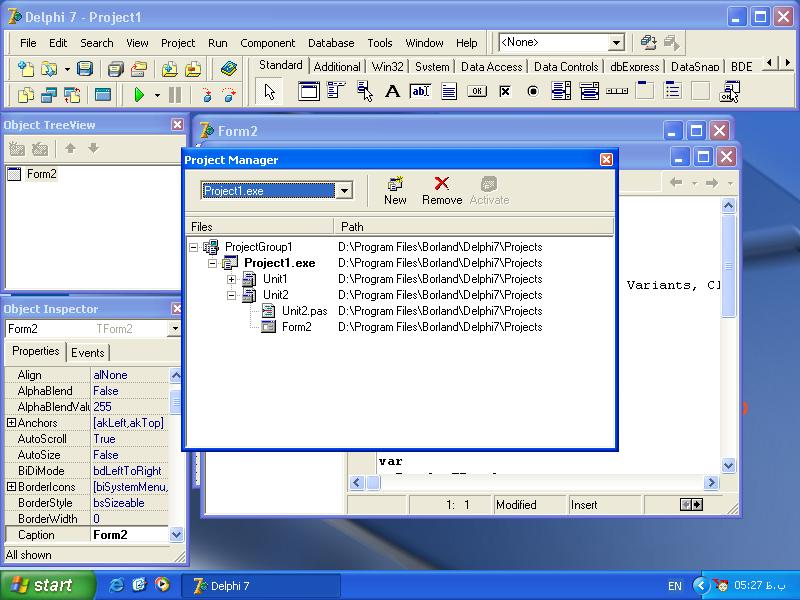 Delphi 7 - Project1
File Edit Search View Project Run Component Database Tools Window Help <None>
Standard Additional Win32 System Data Access Data Controls dbExpress DataSnap BDE
Object TreeView
Form2
Form2
Project Manager
Project1.exe
New Remove Activate
Files Path
ProjectGroup1 D:\Program Files\Borland\Delphi7\Projects
Project1.exe D:\Program Files\Borland\Delphi7\Projects
Unit1 D:\Program Files\Borland\Delphi7\Projects
Unit2 D:\Program Files\Borland\Delphi7\Projects
Unit2.pas D:\Program Files\Borland\Delphi7\Projects
Form2 D:\Program Files\Borland\Delphi7\Projects
Variants, Cl
var
1: 1 Modified Insert
Object Inspector
Form2 TForm2
Properties Events
Align alNone
AlphaBlend False
AlphaBlendValu 255
Anchors [akLeft,akTop]
AutoScroll True
AutoSize False
BiDiMode bdLeftToRight
BorderIcons [biSystemMenu,
BorderStyle bsSizeable
BorderWidth 0
Caption Form2
All shown
start Delphi 7 EN 05:27 ب.ظ